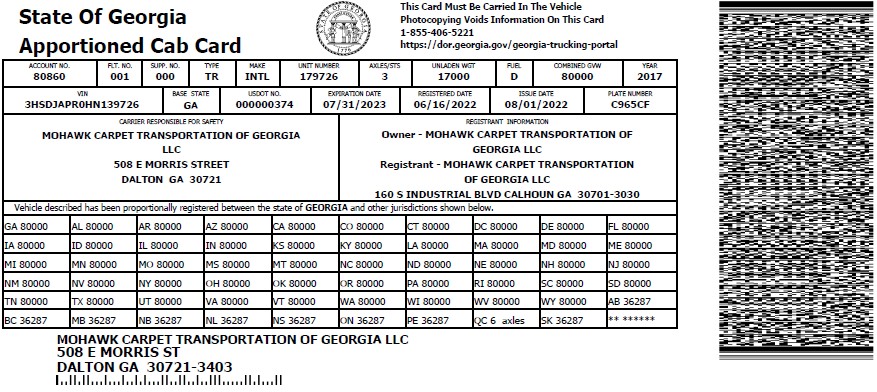 State Of Georgia
Apportioned Cab Card
This Card Must Be Carried In The Vehicle
Photocopying Voids Information On This Card
1-855-406-5221
https://dor.georgia.gov/georgia-trucking-portal
ACCOUNT NO. FLT. NO. SUPP. NO. TYPE MAKE UNIT NUMBER AXLES/STS UNLADEN WGT FUEL COMBINED GVW YEAR
80860 001 000 TR INTL 179726 3 17000 D 80000 2017
VIN BASE STATE USDOT NO. EXPIRATION DATE REGISTERED DATE ISSUE DATE PLATE NUMBER
3HSDJAPR0HN139726 GA 000000374 07/31/2023 06/16/2022 08/01/2022 C965CF
CARRIER RESPONSIBLE FOR SAFETY
MOHAWK CARPET TRANSPORTATION OF GEORGIA
LLC
508 E MORRIS STREET
DALTON GA 30721
REGISTRANT INFORMATION
Owner - MOHAWK CARPET TRANSPORTATION OF
GEORGIA LLC
Registrant - MOHAWK CARPET TRANSPORTATION
OF GEORGIA LLC
160 S INDUSTRIAL BLVD CALHOUN GA 30701-3030
Vehicle described has been proportionally registered between the state of GEORGIA and other jurisdictions shown below.
GA 80000 AL 80000 AR 80000 AZ 80000 CA 80000 CO 80000 CT 80000 DC 80000 DE 80000 FL 80000
IA 80000 ID 80000 IL 80000 IN 80000 KS 80000 KY 80000 LA 80000 MA 80000 MD 80000 ME 80000
MI 80000 MN 80000 MO 80000 MS 80000 MT 80000 NC 80000 ND 80000 NE 80000 NH 80000 NJ 80000
NM 80000 NV 80000 NY 80000 OH 80000 OK 80000 OR 80000 PA 80000 RI 80000 SC 80000 SD 80000
TN 80000 TX 80000 UT 80000 VA 80000 VT 80000 WA 80000 WI 80000 WV 80000 WY 80000 AB 36287
BC 36287 MB 36287 NB 36287 NL 36287 NS 36287 ON 36287 PE 36287 QC 6 axles SK 36287 ** ******
MOHAWK CARPET TRANSPORTATION OF GEORGIA LLC
508 E MORRIS ST
DALTON GA 30721-3403